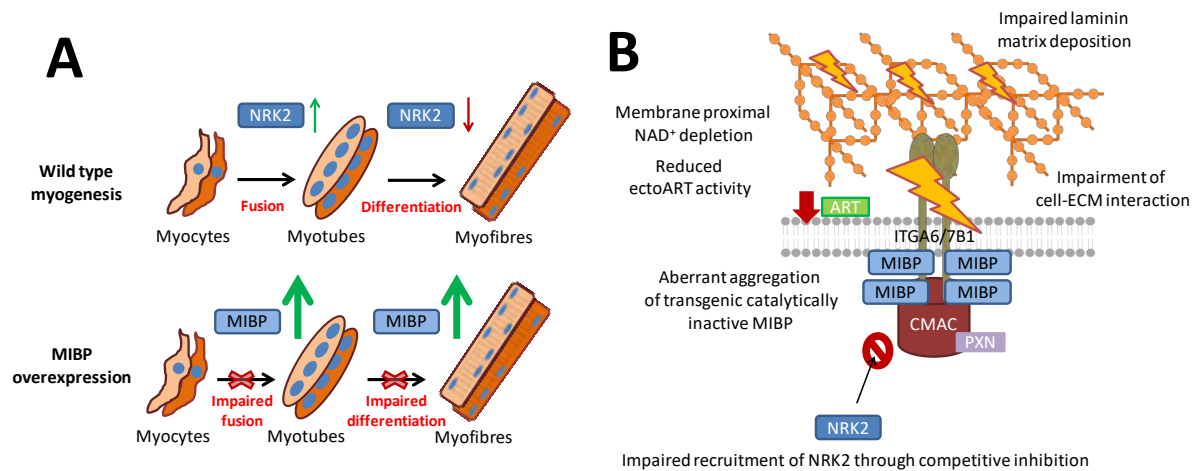 A
NRK2
NRK2
Wild type
myogenesis
Fusion
Differentiation
Myocytes
Myotubes
Myofibres
MIBP
MIBP
MIBP
overexpression
Impaired
fusion
Impaired
differentiation
Myocytes
Myotubes
Myofibres
B
Impaired laminin
matrix deposition
Membrane proximal
NAD⁺ depletion
Reduced
ectoART activity
ART
Impairment of
cell-ECM interaction
ITGA6/7B1
MIBP
MIBP
MIBP
MIBP
Aberrant aggregation
of transgenic catalytically
inactive MIBP
CMAC
PXN
NRK2
Impaired recruitment of NRK2 through competitive inhibition